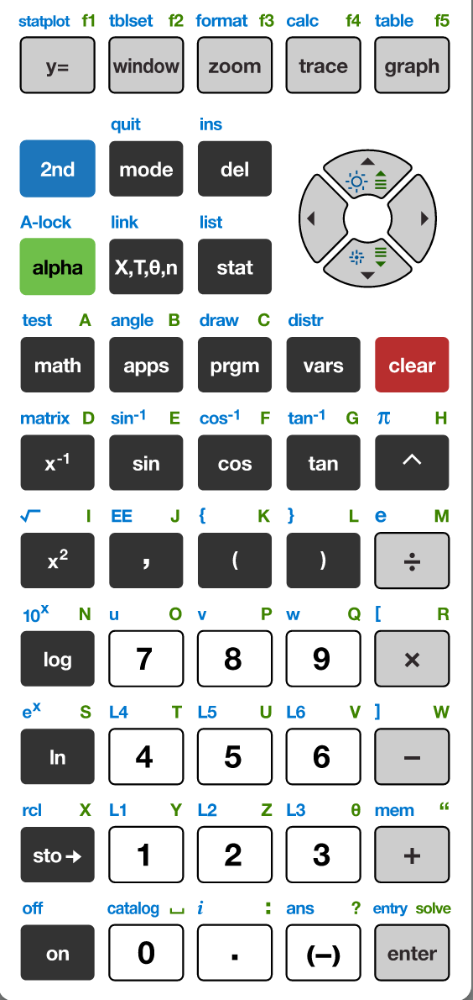 statplot f1 tblset f2 format f3 calc f4 table f5
y= window zoom trace graph
quit ins
2nd mode del
A-lock link list
alpha X,T,θ,n stat
test A angle B draw C distr
math apps prgm vars clear
matrix D sin⁻¹ E cos⁻¹ F tan⁻¹ G π H
x⁻¹ sin cos tan ^
√ I EE J { K } L e M
x² , ( ) ÷
10ˣ N u O v P w Q [ R
log 7 8 9 ×
eˣ S L4 T L5 U L6 V ] W
ln 4 5 6 −
rcl X L1 Y L2 Z L3 θ mem “
sto→ 1 2 3 +
off catalog ⎵ i : ans ? entry solve
on 0 . (−) enter